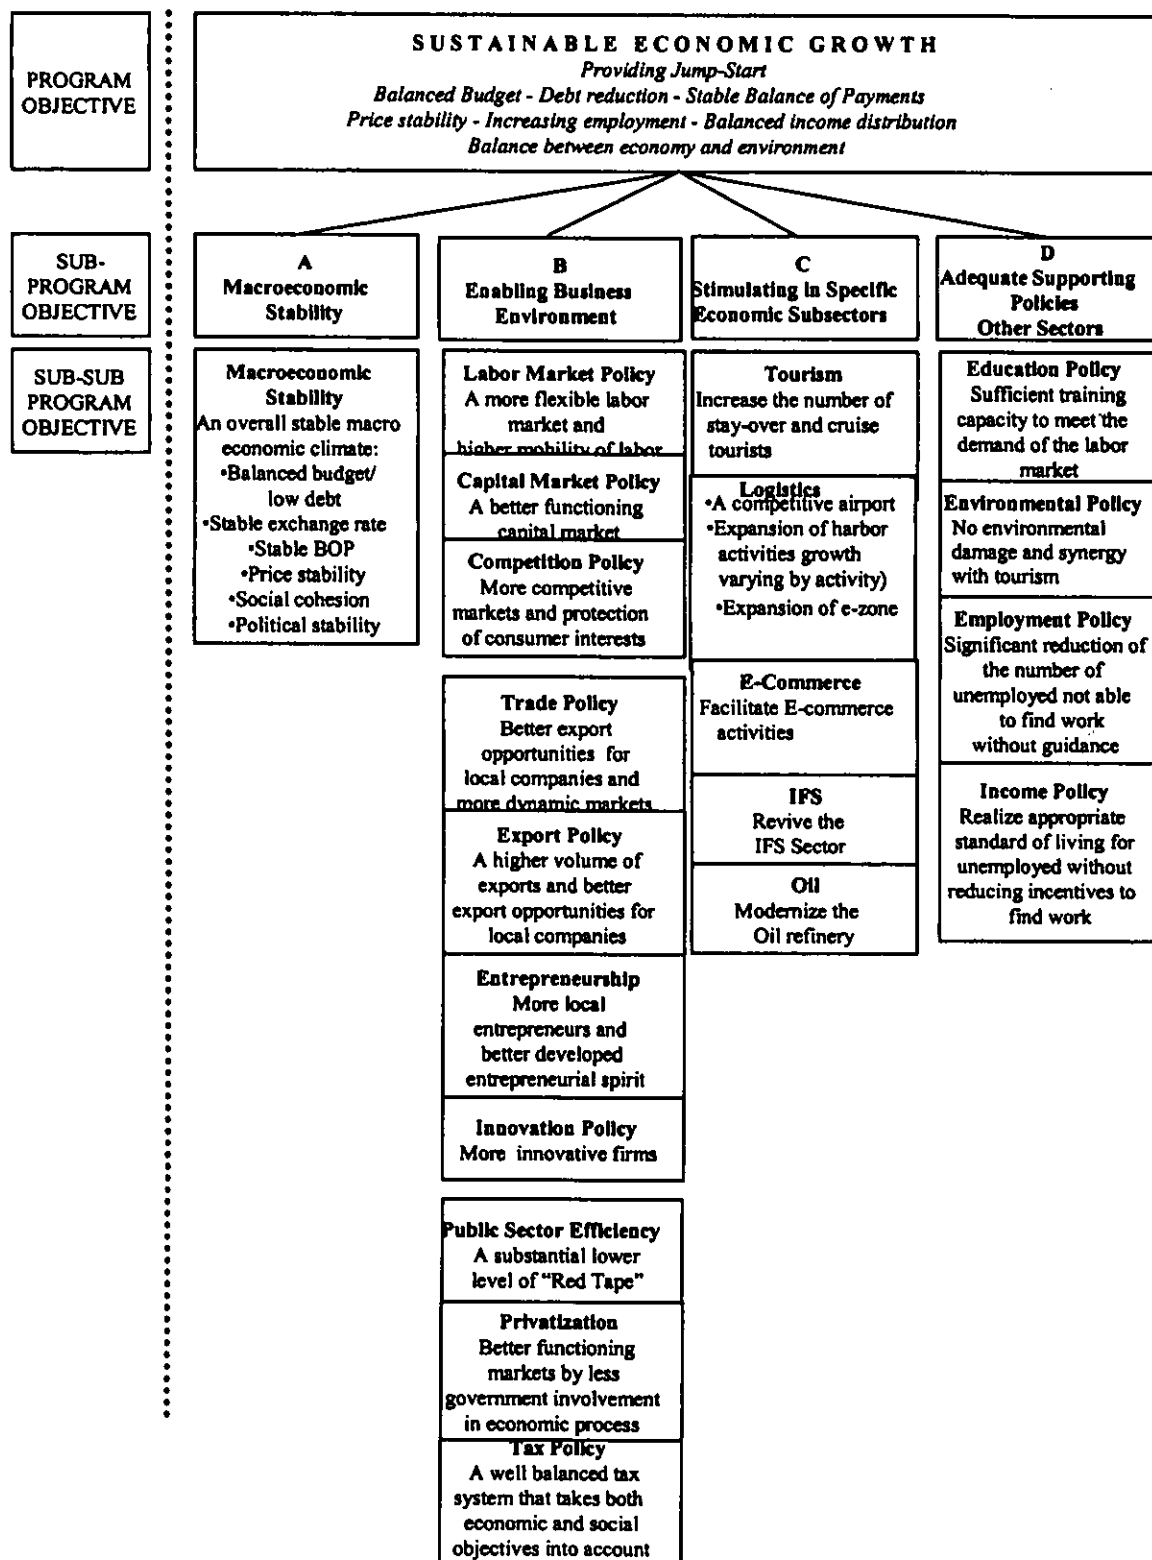 PROGRAM
OBJECTIVE
SUSTAINABLE ECONOMIC GROWTH
Providing Jump-Start
Balanced Budget - Debt reduction - Stable Balance of Payments
Price stability - Increasing employment - Balanced income distribution
Balance between economy and environment
SUB-
PROGRAM
OBJECTIVE
A
Macroeconomic
Stability
B
Enabling Business
Environment
C
Stimulating in Specific
Economic Subsectors
D
Adequate Supporting
Policies
Other Sectors
SUB-SUB
PROGRAM
OBJECTIVE
Macroeconomic
Stability
An overall stable macro
economic climate:
•Balanced budget/
low debt
•Stable exchange rate
•Stable BOP
•Price stability
•Social cohesion
•Political stability
Labor Market Policy
A more flexible labor
market and
higher mobility of labor
Capital Market Policy
A better functioning
capital market
Competition Policy
More competitive
markets and protection
of consumer interests
Trade Policy
Better export
opportunities for
local companies and
more dynamic markets
Export Policy
A higher volume of
exports and better
export opportunities for
local companies
Entrepreneurship
More local
entrepreneurs and
better developed
entrepreneurial spirit
Innovation Policy
More innovative firms
Public Sector Efficiency
A substantial lower
level of "Red Tape"
Privatization
Better functioning
markets by less
government involvement
in economic process
Tax Policy
A well balanced tax
system that takes both
economic and social
objectives into account
Tourism
Increase the number of
stay-over and cruise
tourists
Logistics
•A competitive airport
•Expansion of harbor
activities growth
varying by activity)
•Expansion of e-zone
E-Commerce
Facilitate E-commerce
activities
IFS
Revive the
IFS Sector
Oil
Modernize the
Oil refinery
Education Policy
Sufficient training
capacity to meet the
demand of the labor
market
Environmental Policy
No environmental
damage and synergy
with tourism
Employment Policy
Significant reduction of
the number of
unemployed not able
to find work
without guidance
Income Policy
Realize appropriate
standard of living for
unemployed without
reducing incentives to
find work